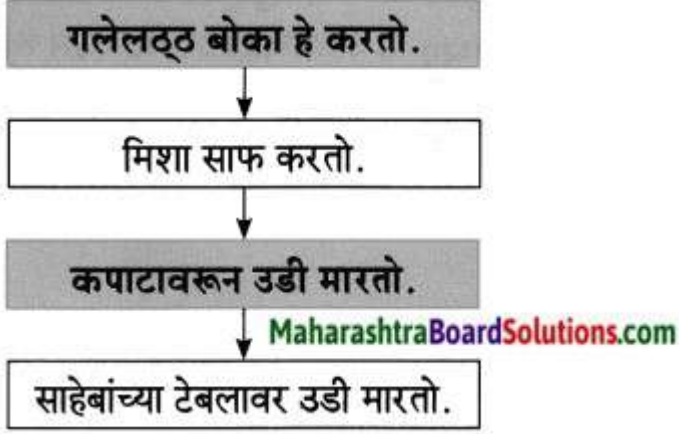 गलेलठ्ठ बोका हे करतो.
मिशा साफ करतो.
कपाटावरून उडी मारतो.
MaharashtraBoardSolutions.com
साहेबांच्या टेबलावर उडी मारतो.